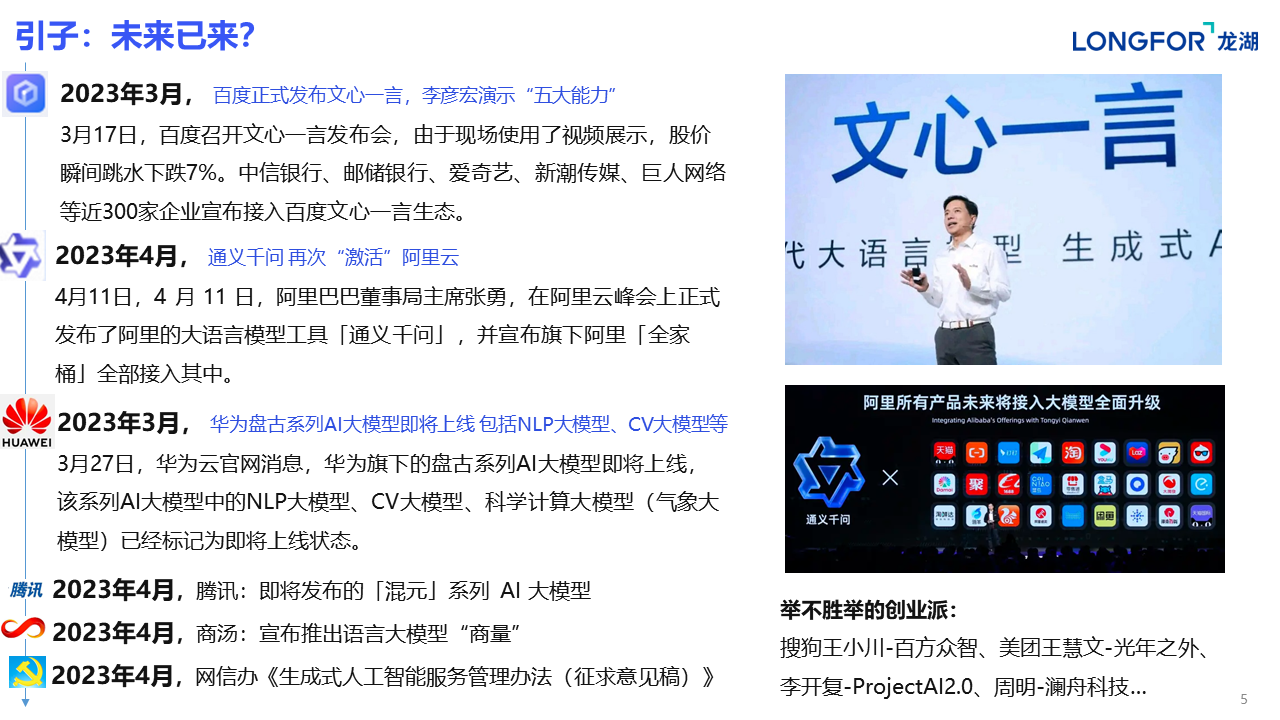 引子：未来已来？
LONGFOR 龙湖
2023年3月， 百度正式发布文心一言，李彦宏演示“五大能力”
3月17日，百度召开文心一言发布会，由于现场使用了视频展示，股价
瞬间跳水下跌7%。中信银行、邮储银行、爱奇艺、新潮传媒、巨人网络
等近300家企业宣布接入百度文心一言生态。
2023年4月， 通义千问 再次“激活”阿里云
4月11日，4 月 11 日，阿里巴巴董事局主席张勇，在阿里云峰会上正式
发布了阿里的大语言模型工具「通义千问」，并宣布旗下阿里「全家
桶」全部接入其中。
HUAWEI
2023年3月， 华为盘古系列AI大模型即将上线 包括NLP大模型、CV大模型等
3月27日，华为云官网消息，华为旗下的盘古系列AI大模型即将上线，
该系列AI大模型中的NLP大模型、CV大模型、科学计算大模型（气象大
模型）已经标记为即将上线状态。
腾讯 2023年4月，腾讯：即将发布的「混元」系列 AI 大模型
2023年4月，商汤：宣布推出语言大模型“商量”
2023年4月，网信办《生成式人工智能服务管理办法（征求意见稿）》
文心一言
代大语言 型 生成式A
阿里所有产品未来将接入大模型全面升级
Integrating Alibaba's Offerings with Tongyi Qianwen
通义千问
天猫
淘
聚
闲鱼
举不胜举的创业派：
搜狗王小川-百方众智、美团王慧文-光年之外、
李开复-ProjectAI2.0、周明-澜舟科技...
5